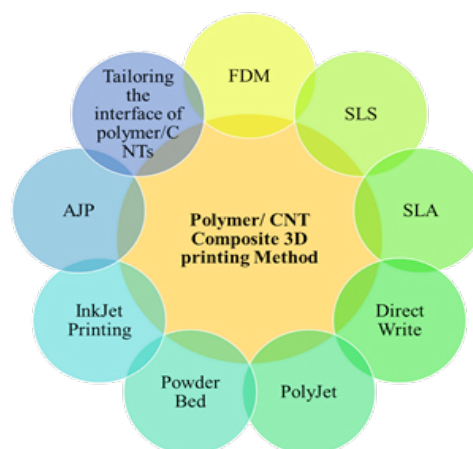 Polymer/ CNT
Composite 3D
printing Method
FDM
SLS
SLA
Direct
Write
PolyJet
Powder
Bed
InkJet
Printing
AJP
Tailoring
the
interface of
polymer/C
NTs